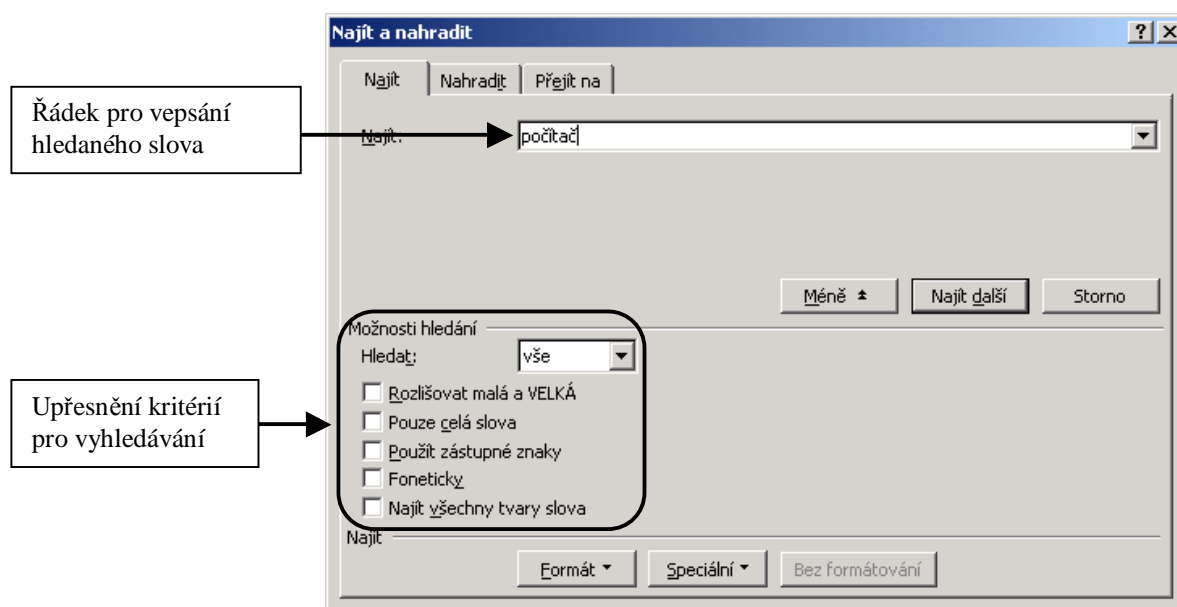 Najít a nahradit
Najít
Nahradit
Přejít na
Řádek pro vepsání
hledaného slova
Najít:
počítač
Méně
Najít další
Storno
Možnosti hledání
Hledat:
vše
Rozlišovat malá a VELKÁ
Pouze celá slova
Použít zástupné znaky
Foneticky
Najít všechny tvary slova
Upřesnění kritérií
pro vyhledávání
Najít
Formát
Speciální
Bez formátování